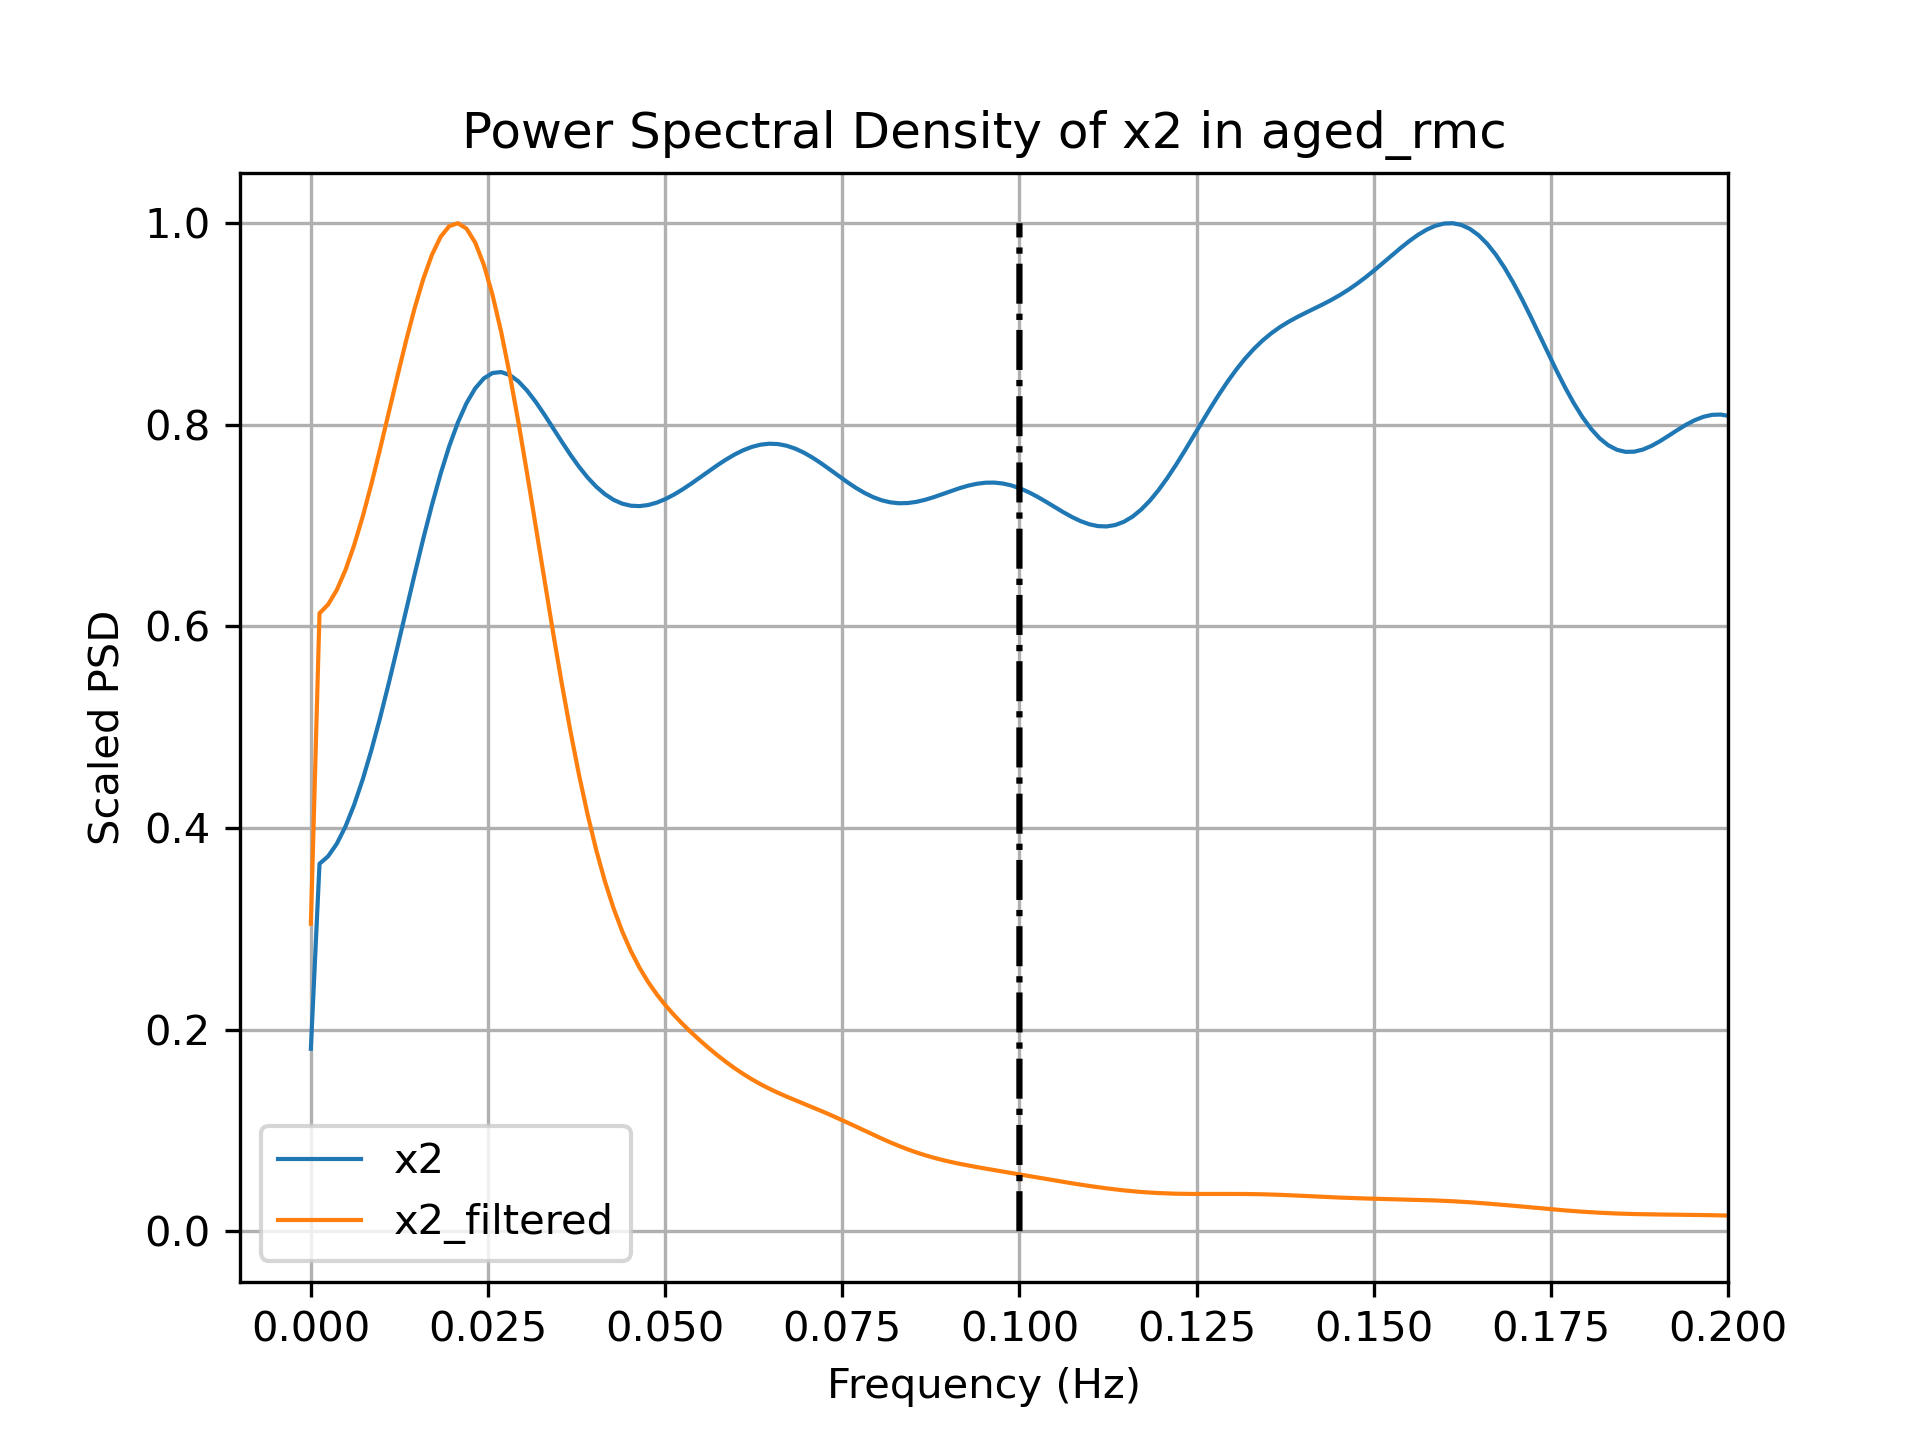 Power Spectral Density of x2 in aged_rmc
1.0
0.8
0.6
0.4
0.2
0.0
Scaled PSD
x2
x2_filtered
0.000 0.025 0.050 0.075 0.100 0.125 0.150 0.175 0.200
Frequency (Hz)